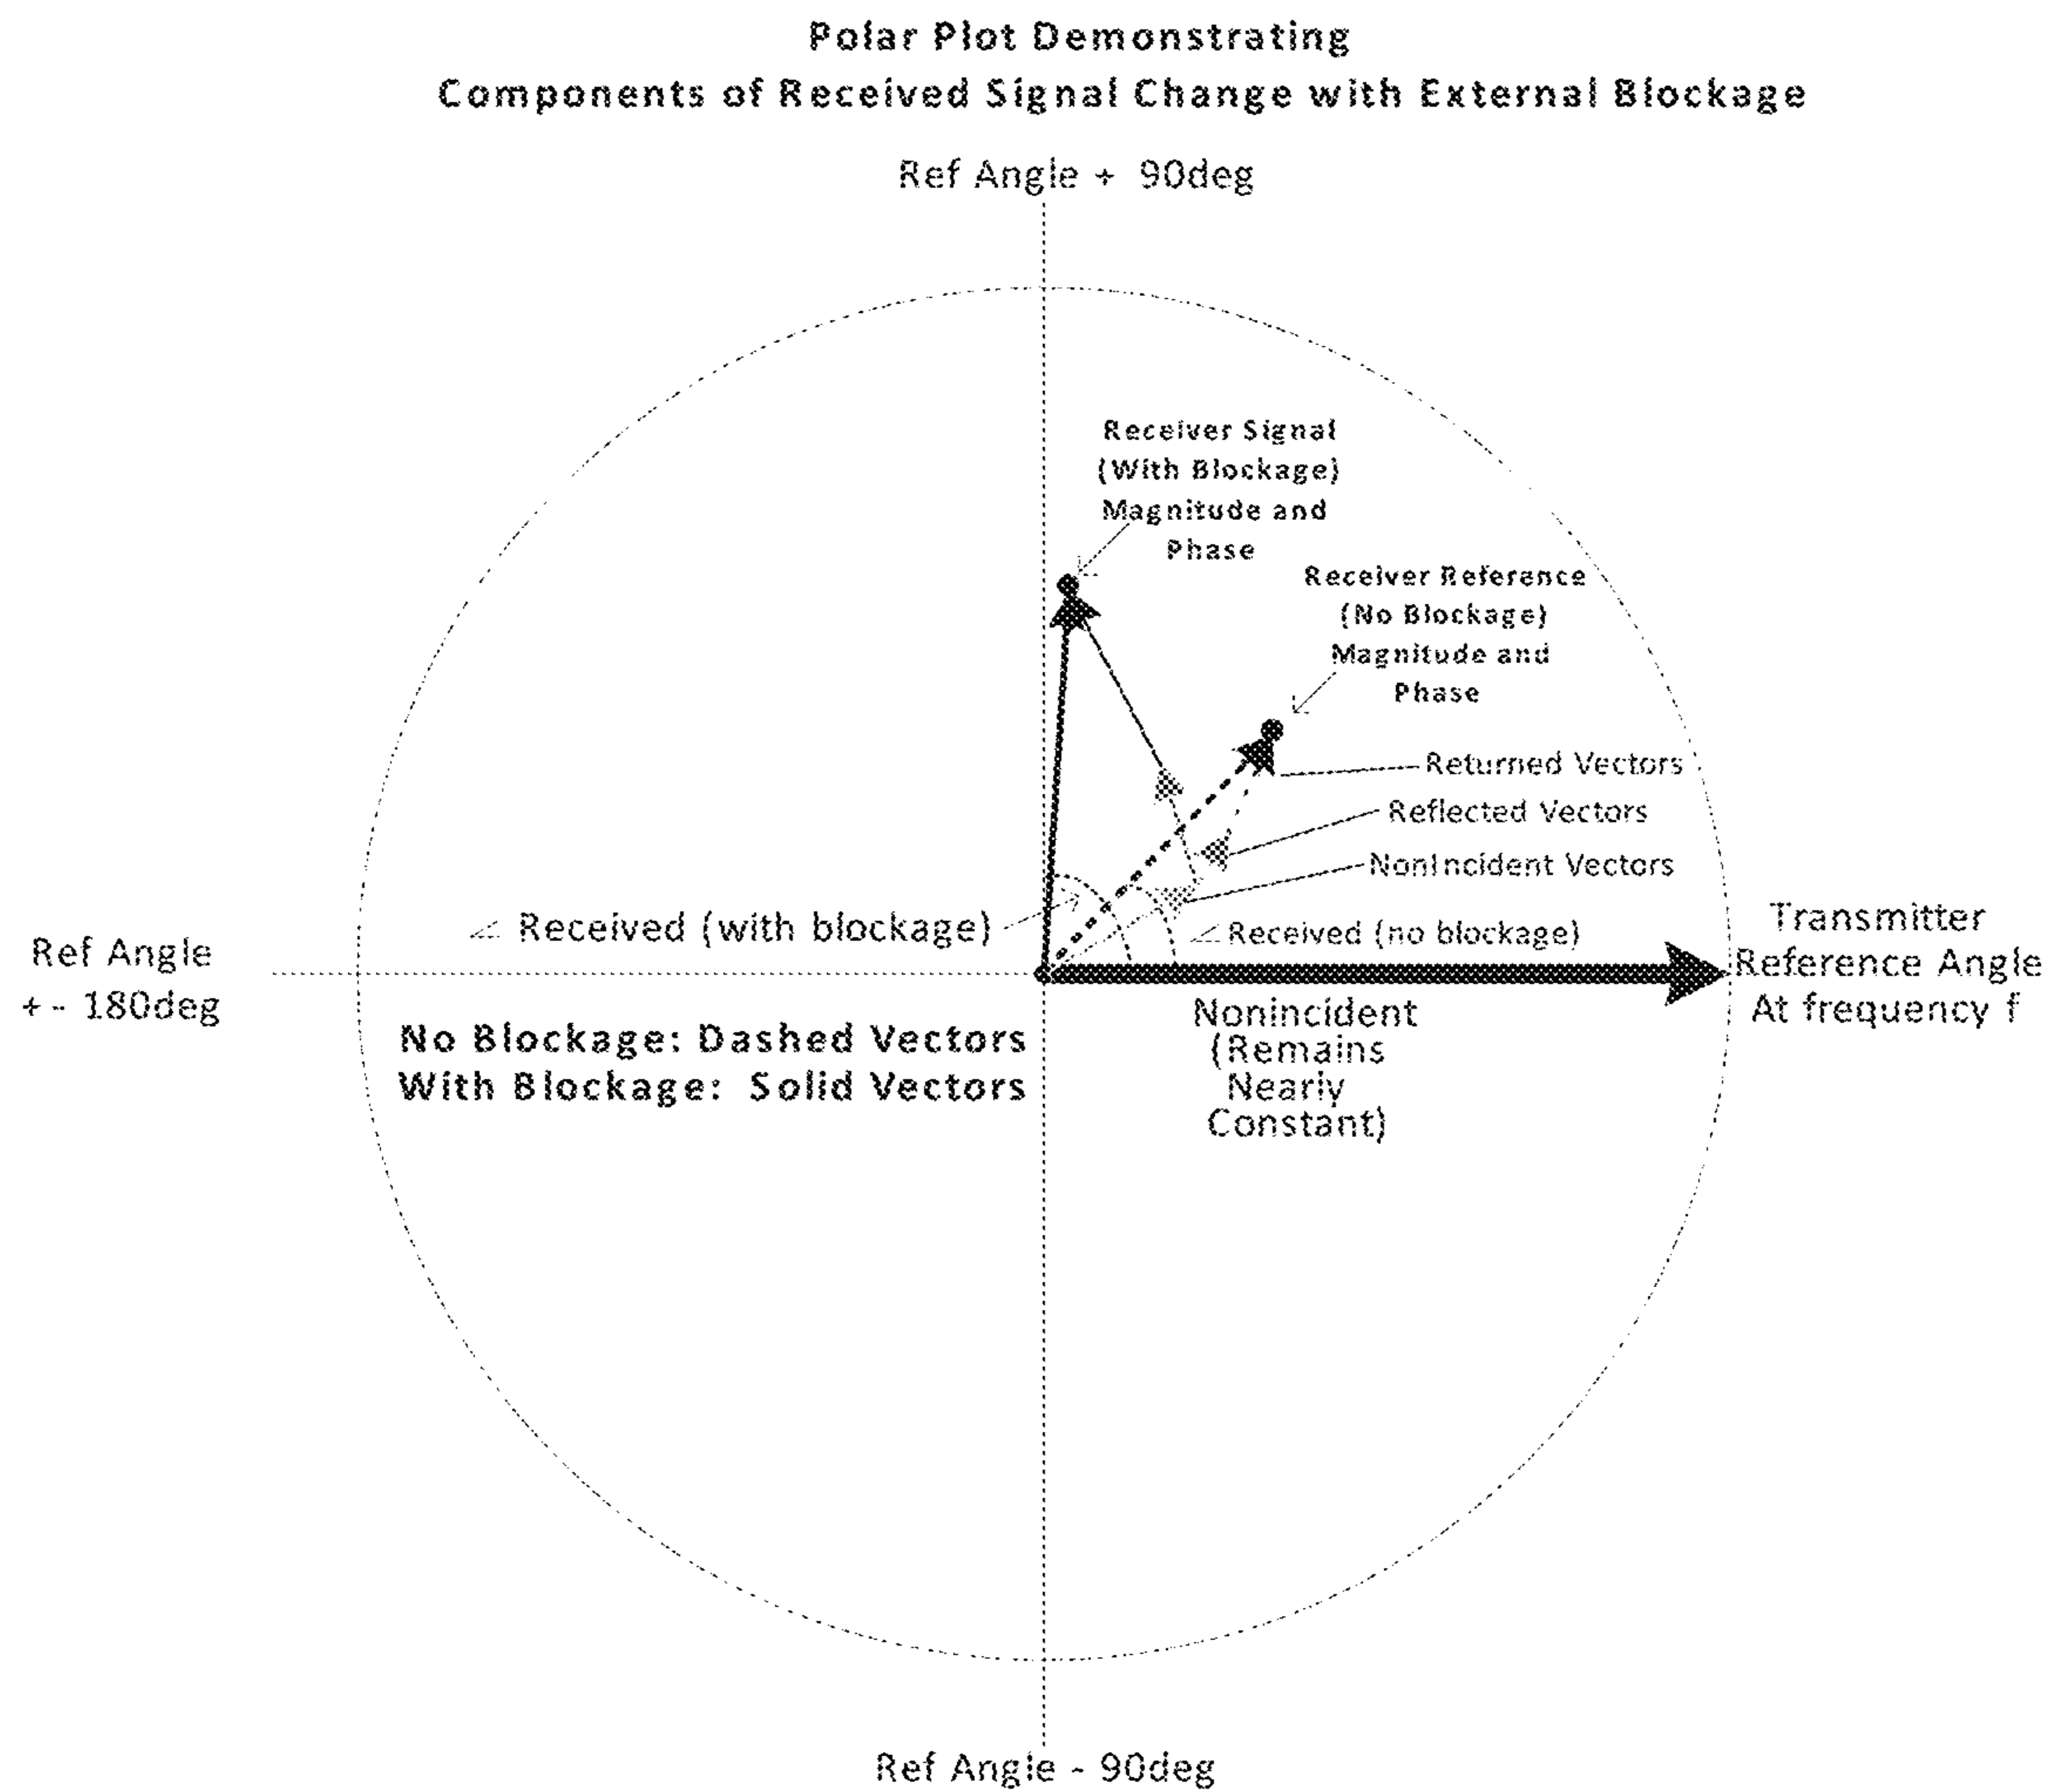 Polar Plot Demonstrating
Components of Received Signal Change with External Blockage
Ref Angle + 90deg
Receiver Signal
(With Blockage)
Magnitude and
Phase
Receiver Reference
(No Blockage)
Magnitude and
Phase
Returned Vectors
Reflected Vectors
NonIncident Vectors
∠ Received (with blockage)
∠Received (no blockage)
Ref Angle
+- 180deg
Transmitter
Reference Angle
At frequency f
No Blockage: Dashed Vectors
With Blockage: Solid Vectors
Nonincident
(Remains
Nearly
Constant)
Ref Angle - 90deg